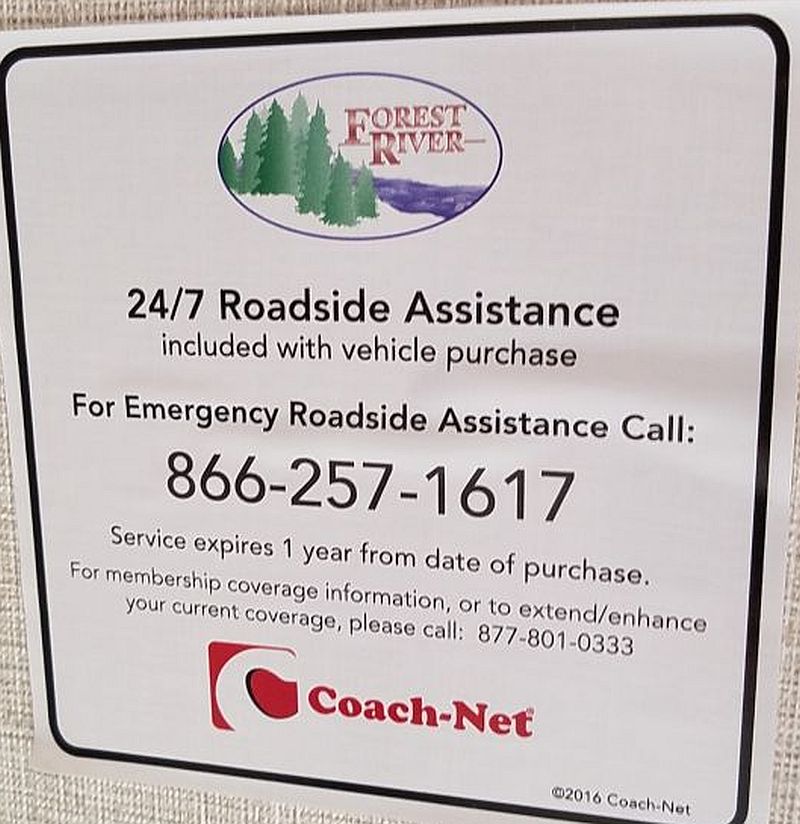 FOREST
RIVER
24/7 Roadside Assistance
included with vehicle purchase
For Emergency Roadside Assistance Call:
866-257-1617
Service expires 1 year from date of purchase.
For membership coverage information, or to extend/enhance
your current coverage, please call: 877-801-0333
Coach-Net
©2016 Coach-Net